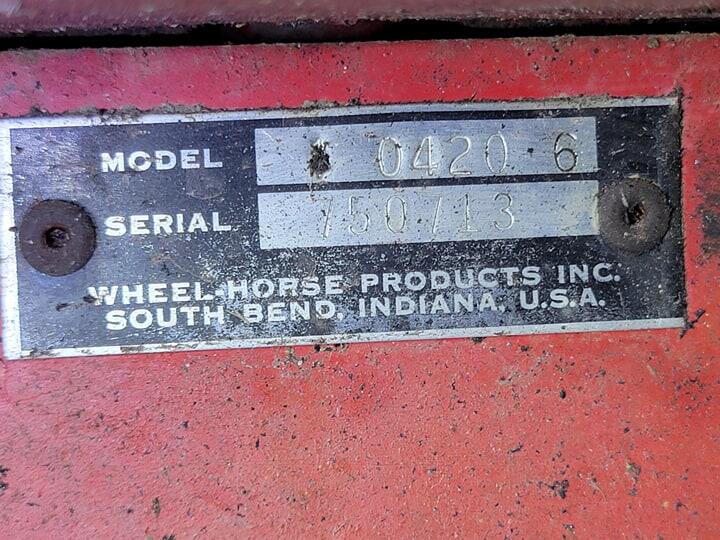 MODEL 0420 6
SERIAL 750713
WHEEL-HORSE PRODUCTS INC.
SOUTH BEND, INDIANA, U.S.A.